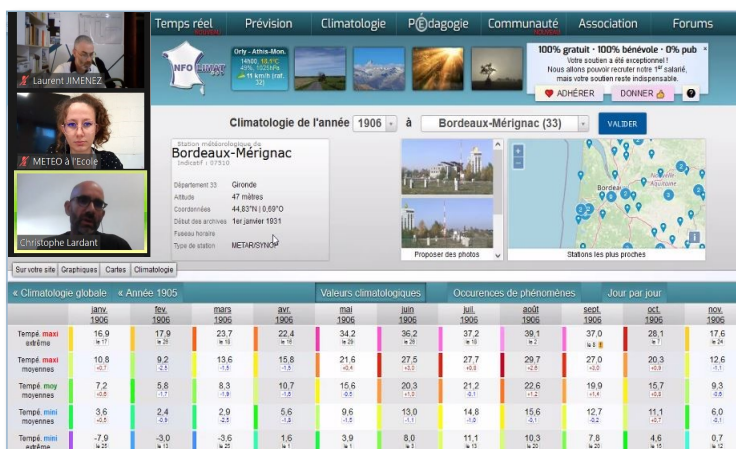 Temps réel Prévision Climatologie PÉdagogie Communauté Association Forums
NOUVEAU NOUVEAU
Laurent JIMENEZ
METEO à l'Ecole
Christophe Lardant
INFO CLIMAT
Orly - Athis-Mon.
100% gratuit · 100% bénévole · 0% pub
Votre soutien a été exceptionnel !
Nous allons pouvoir recruter notre 1er salarié,
mais votre soutien reste indispensable.
ADHÉRER DONNER
Climatologie de l'année 1906 à Bordeaux-Mérignac (33) VALIDER
Station météorologique de
Bordeaux-Mérignac
Indicatif : 07510
Département 33 Gironde
Altitude 47 mètres
Coordonnées 44,83°N | 0,69°O
Début des archives 1er janvier 1931
Fuseau horaire
Type de station METAR/SYNOP
Proposer des photos
Bordeaux
Nouvelle
Aquitaine
Stations les plus proches
Sur votre site Graphiques Cartes Climatologie
« Climatologie globale « Année 1905 Valeurs climatologiques Occurences de phénomènes Jour par jour
janv. fev. mars avr. mai juin juil. août sept. oct. nov.
1906 1906 1906 1906 1906 1906 1906 1906 1906 1906 1906
Tempé. maxi 16,9 17,9 23,7 22,4 34,2 36,2 37,2 39,1 37,0 28,1 17,6
extrême
Tempé. maxi 10,8 9,2 13,6 15,8 21,6 27,5 27,7 29,7 27,0 20,3 12,6
moyennes
Tempé. moy 7,2 5,8 8,3 10,7 15,6 20,3 21,2 22,6 19,9 15,7 9,3
moyennes
Tempé. mini 3,6 2,4 2,9 5,6 9,6 13,0 14,8 15,6 12,7 11,1 6,0
moyennes
Tempé. mini -7,9 -3,0 -3,6 1,6 3,9 8,0 11,1 10,3 7,8 4,6 0,7
extrême